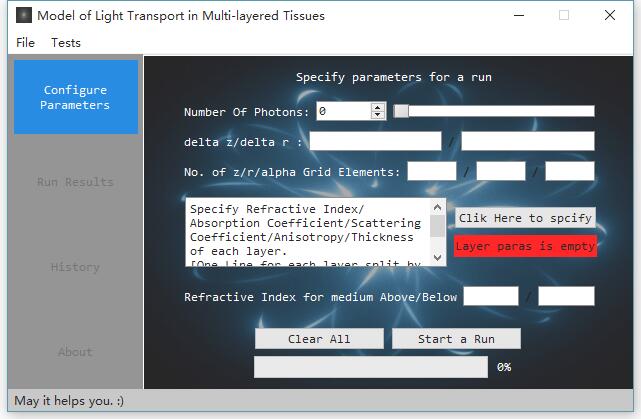 Model of Light Transport in Multi-layered Tissues
File Tests
Configure
Parameters
Specify parameters for a run
Number Of Photons: 0
delta z/delta r : /
No. of z/r/alpha Grid Elements: / /
Run Results
Specify Refractive Index/
Absorption Coefficient/Scattering
Coefficient/Anisotropy/Thickness
of each layer.
[One Line for each layer split by
Clik Here to spcify
Layer paras is empty
History
Refractive Index for medium Above/Below /
Clear All
Start a Run
About
0%
May it helps you. :)